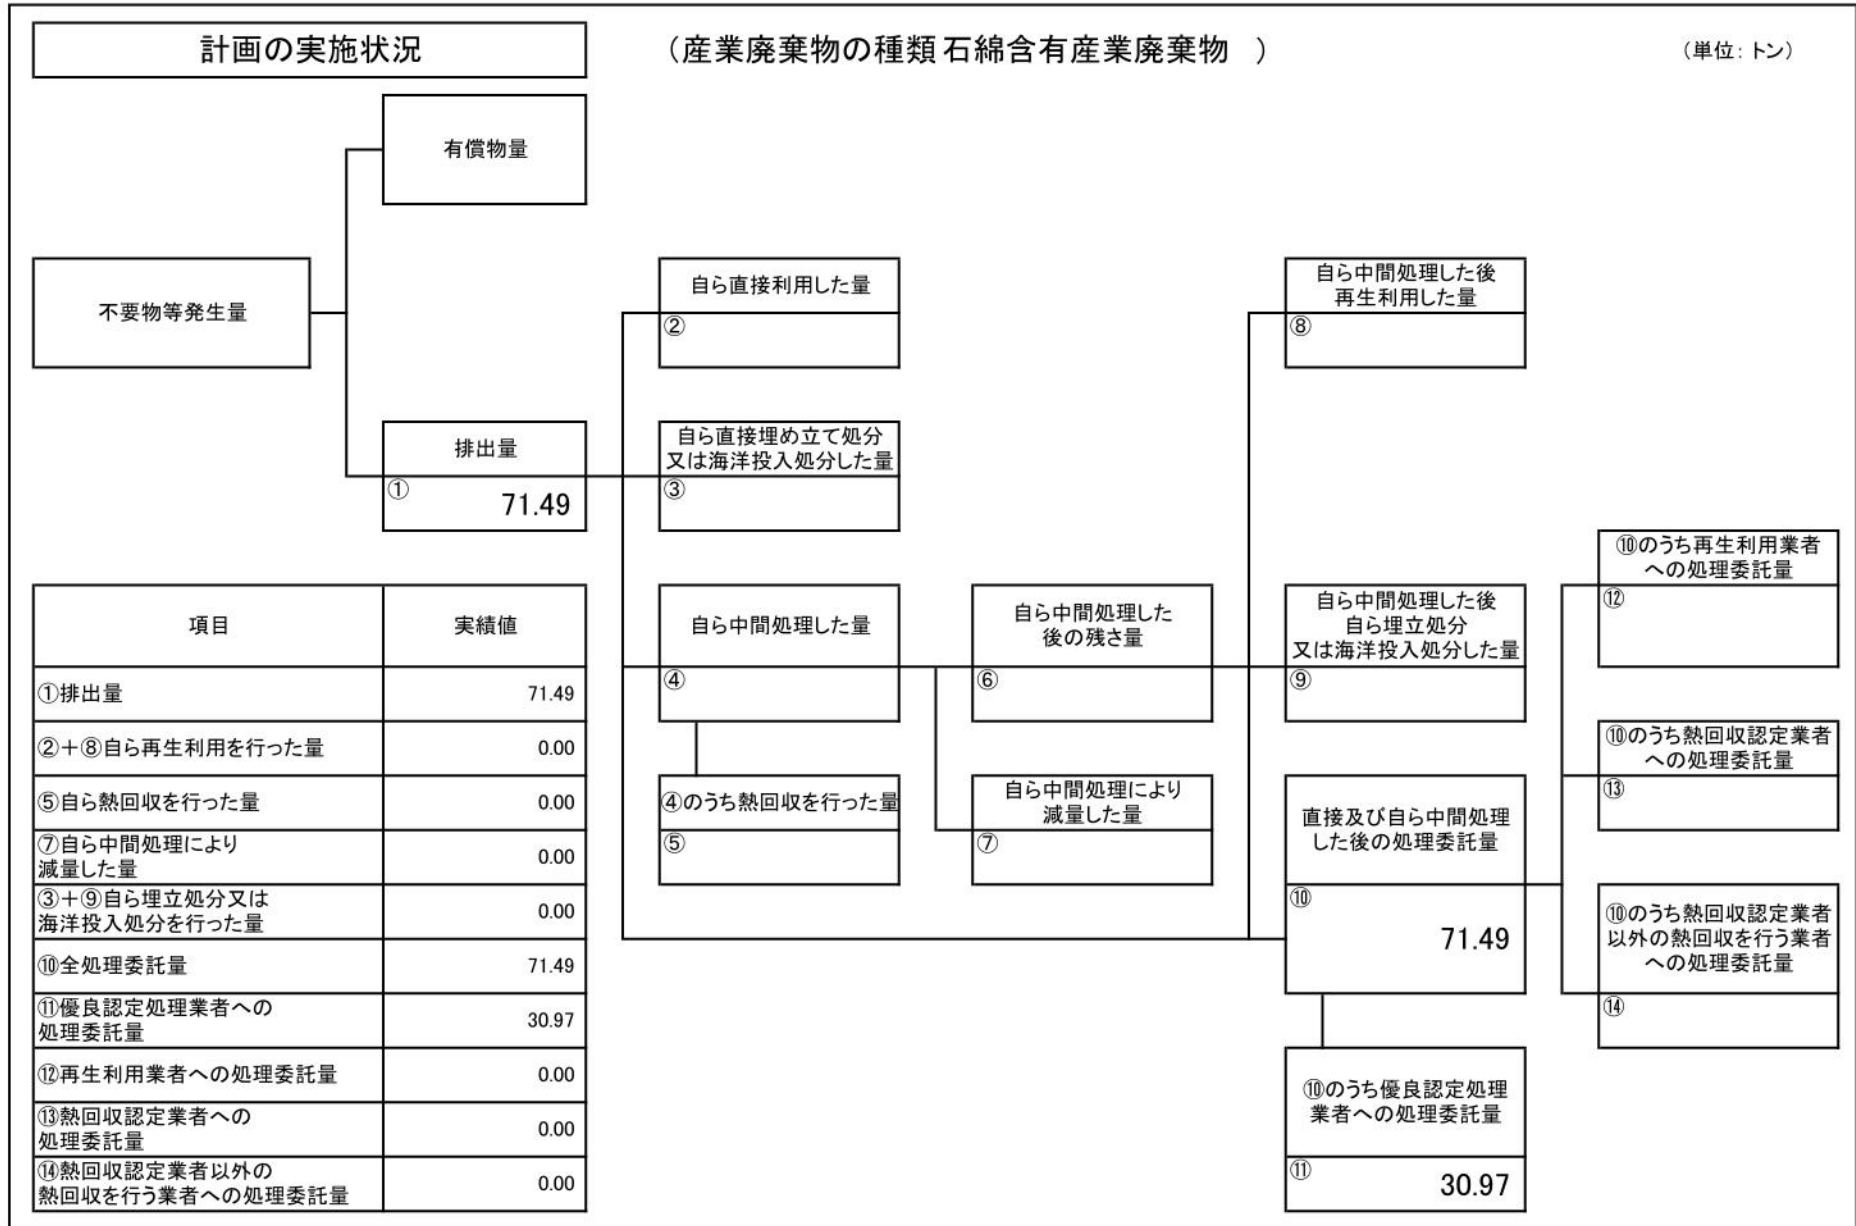 計画の実施状況
（産業廃棄物の種類 石綿含有産業廃棄物 ）
（単位：トン）
有償物量
不要物等発生量
自ら直接利用した量
②
自ら中間処理した後
再生利用した量
⑧
排出量
①
71.49
自ら直接埋め立て処分
又は海洋投入処分した量
③
⑩のうち再生利用業者
への処理委託量
⑫
自ら中間処理した量
④
自ら中間処理した
後の残さ量
⑥
自ら中間処理した後
自ら埋立処分
又は海洋投入処分した量
⑨
⑩のうち熱回収認定業者
への処理委託量
⑬
④のうち熱回収を行った量
⑤
自ら中間処理により
減量した量
⑦
直接及び自ら中間処理
した後の処理委託量
⑩
71.49
⑩のうち熱回収認定業者
以外の熱回収を行う業者
への処理委託量
⑭
⑩のうち優良認定処理
業者への処理委託量
⑪
30.97
項目 実績値
①排出量 71.49
②＋⑧自ら再生利用を行った量 0.00
⑤自ら熱回収を行った量 0.00
⑦自ら中間処理により
減量した量 0.00
③＋⑨自ら埋立処分又は
海洋投入処分を行った量 0.00
⑩全処理委託量 71.49
⑪優良認定処理業者への
処理委託量 30.97
⑫再生利用業者への処理委託量 0.00
⑬熱回収認定業者への
処理委託量 0.00
⑭熱回収認定業者以外の
熱回収を行う業者への処理委託量 0.00